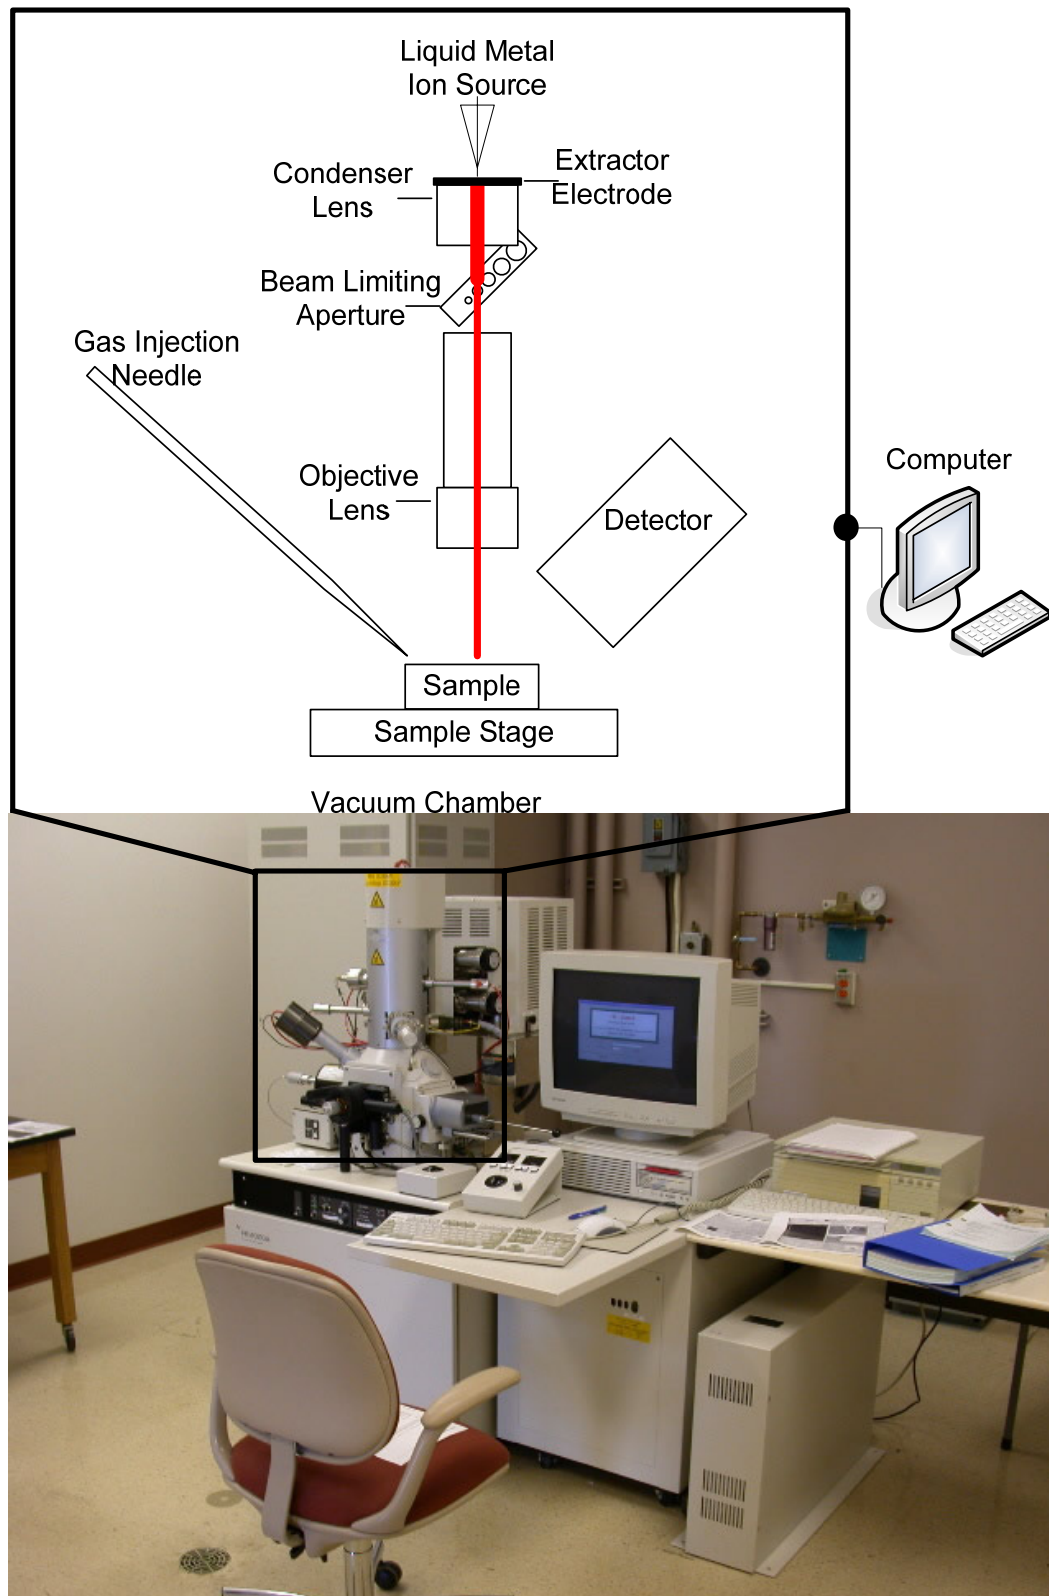 Liquid Metal
Ion Source
Condenser
Lens
Extractor
Electrode
Beam Limiting
Aperture
Gas Injection
Needle
Objective
Lens
Detector
Computer
Sample
Sample Stage
Vacuum Chamber